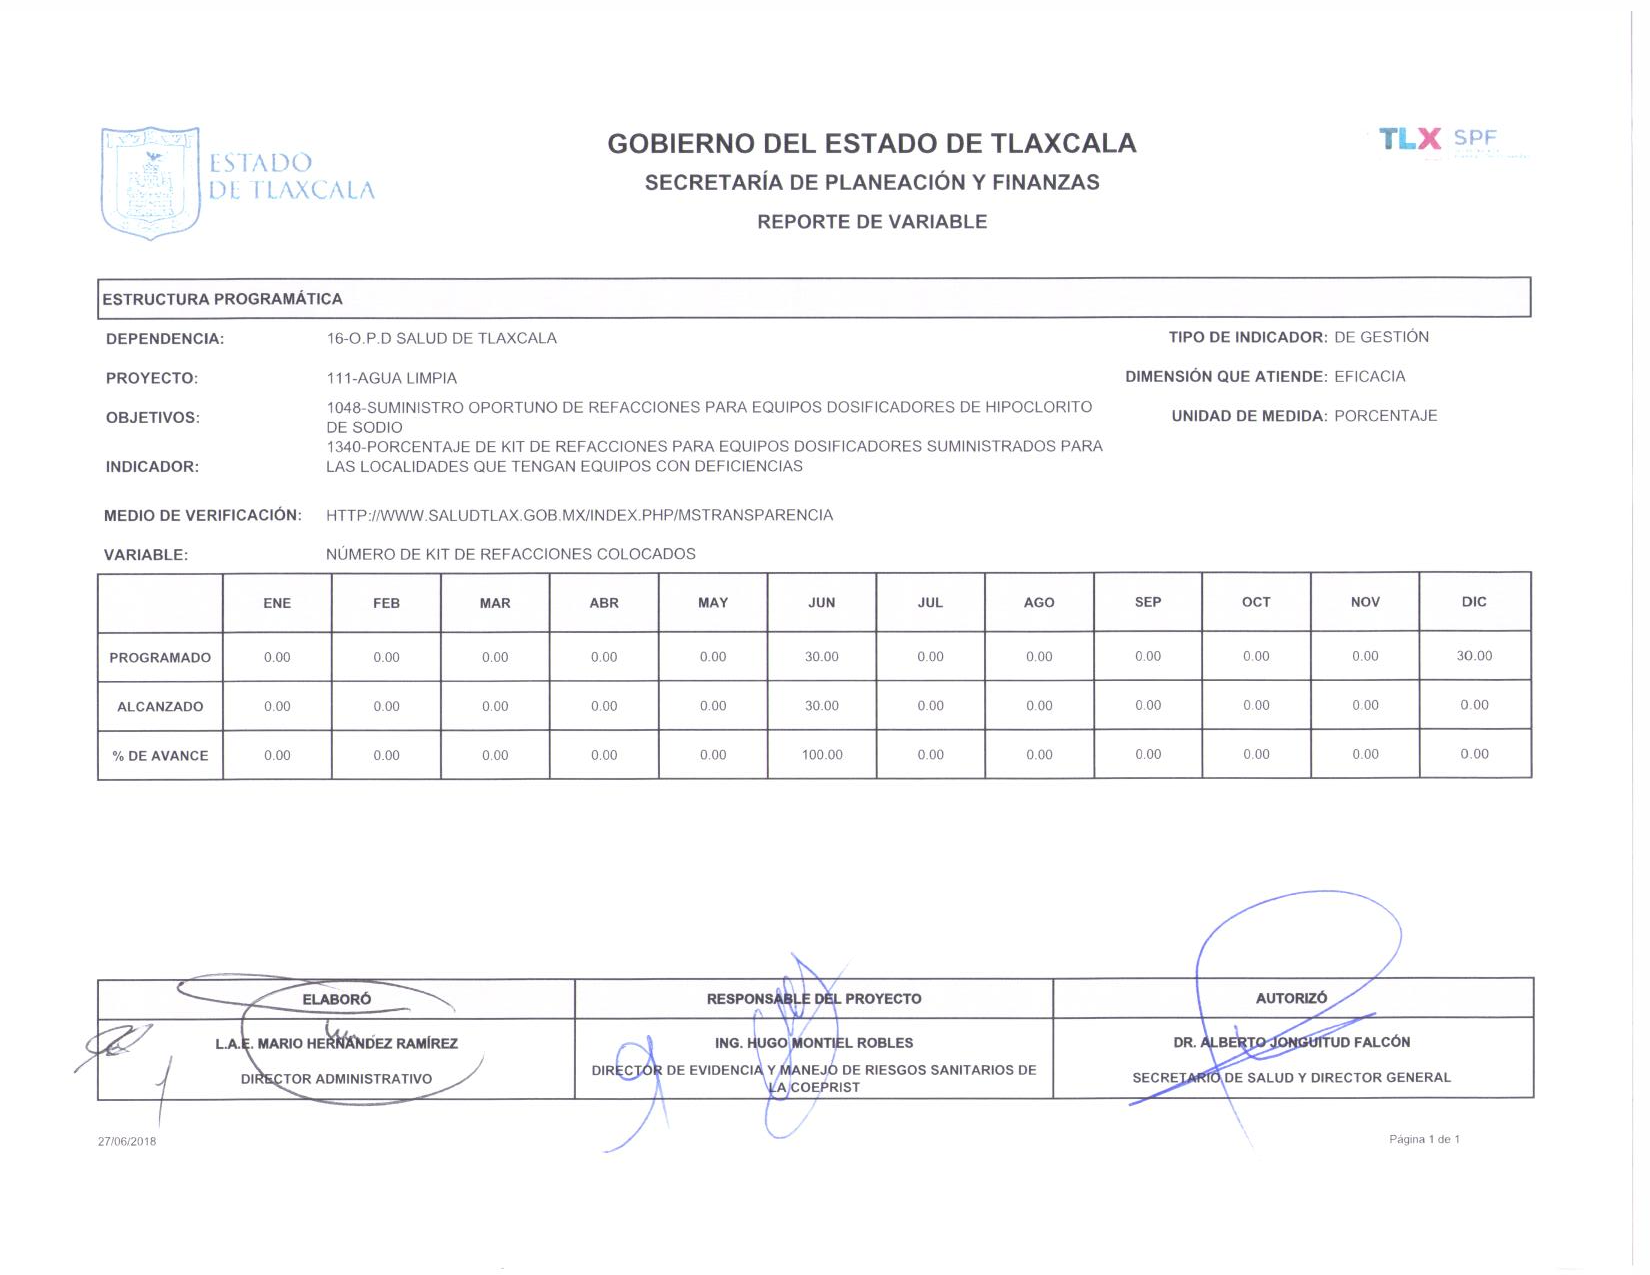 ESTADO
DE TLAXCALA
GOBIERNO DEL ESTADO DE TLAXCALA
SECRETARÍA DE PLANEACIÓN Y FINANZAS
REPORTE DE VARIABLE
TLX SPF
ESTRUCTURA PROGRAMÁTICA
DEPENDENCIA: 16-O.P.D SALUD DE TLAXCALA
TIPO DE INDICADOR: DE GESTIÓN
PROYECTO: 111-AGUA LIMPIA
DIMENSIÓN QUE ATIENDE: EFICACIA
OBJETIVOS: 1048-SUMINISTRO OPORTUNO DE REFACCIONES PARA EQUIPOS DOSIFICADORES DE HIPOCLORITO
DE SODIO
UNIDAD DE MEDIDA: PORCENTAJE
INDICADOR: 1340-PORCENTAJE DE KIT DE REFACCIONES PARA EQUIPOS DOSIFICADORES SUMINISTRADOS PARA
LAS LOCALIDADES QUE TENGAN EQUIPOS CON DEFICIENCIAS
MEDIO DE VERIFICACIÓN: HTTP://WWW.SALUDTLAX.GOB.MX/INDEX.PHP/MSTRANSPARENCIA
VARIABLE: NÚMERO DE KIT DE REFACCIONES COLOCADOS
ENE FEB MAR ABR MAY JUN JUL AGO SEP OCT NOV DIC
PROGRAMADO 0.00 0.00 0.00 0.00 0.00 30.00 0.00 0.00 0.00 0.00 0.00 30.00
ALCANZADO 0.00 0.00 0.00 0.00 0.00 30.00 0.00 0.00 0.00 0.00 0.00 0.00
% DE AVANCE 0.00 0.00 0.00 0.00 0.00 100.00 0.00 0.00 0.00 0.00 0.00 0.00
ELABORÓ
L.A.E. MARIO HERNÁNDEZ RAMÍREZ
DIRECTOR ADMINISTRATIVO
RESPONSABLE DEL PROYECTO
ING. HUGO MONTIEL ROBLES
DIRECTOR DE EVIDENCIA Y MANEJO DE RIESGOS SANITARIOS DE
LA COEPRIST
AUTORIZÓ
DR. ALBERTO JONGUITUD FALCÓN
SECRETARIO DE SALUD Y DIRECTOR GENERAL
27/06/2018
Página 1 de 1